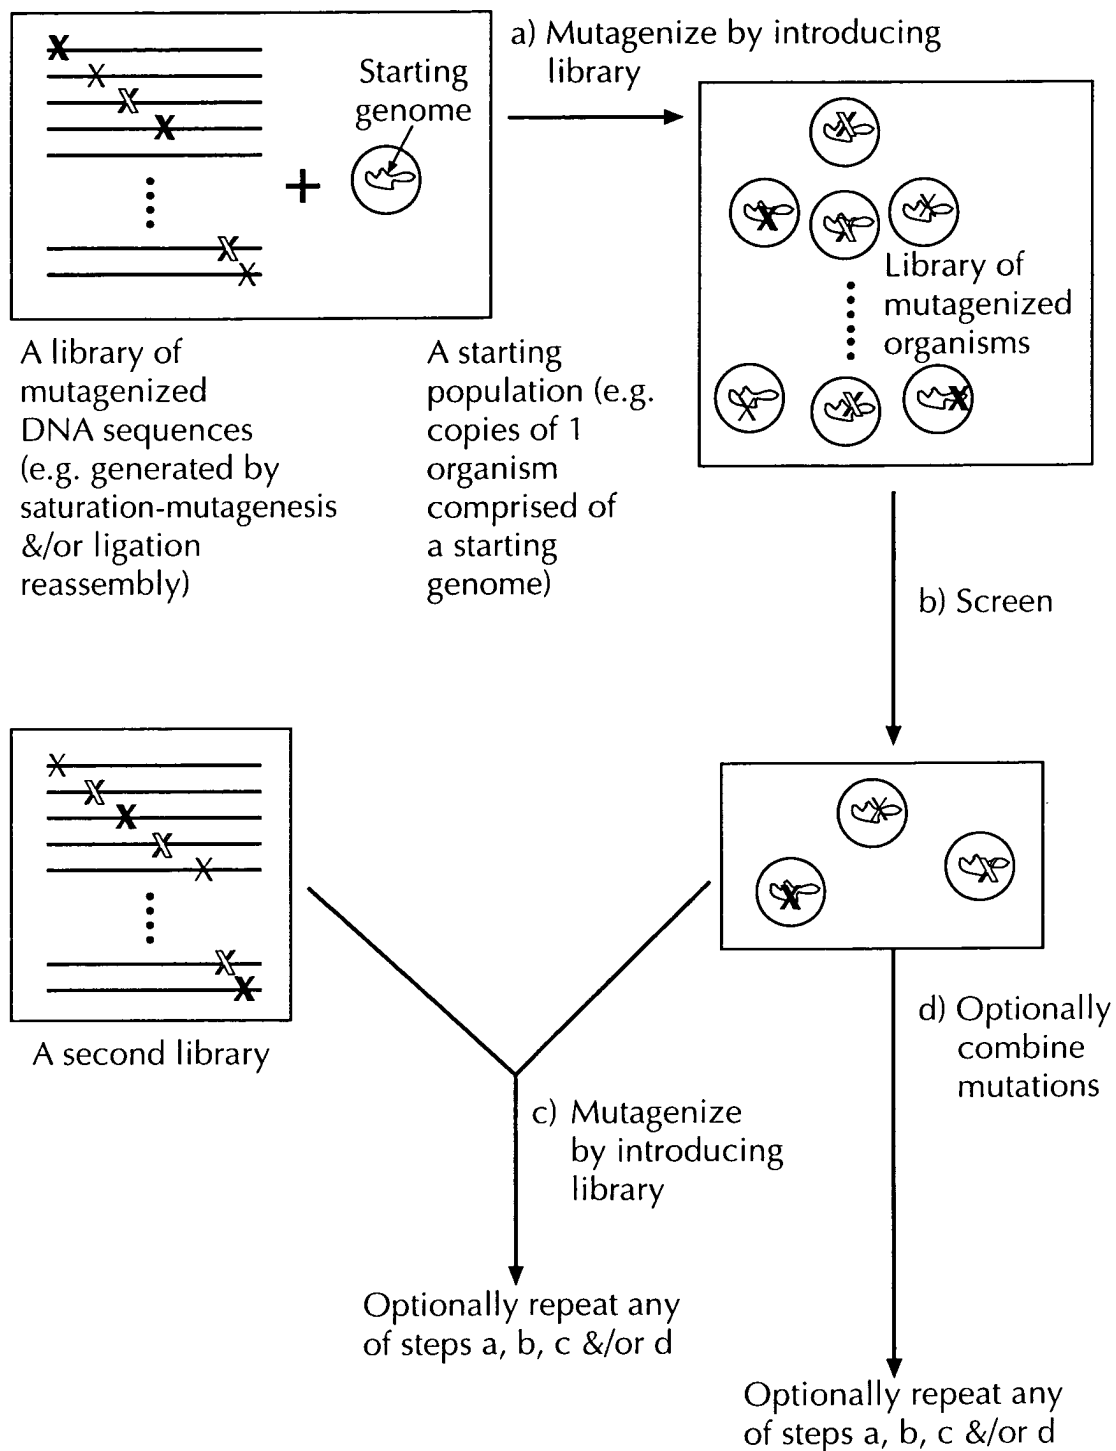 a) Mutagenize by introducing
library
Starting
genome
+
Library of
mutagenized
organisms
A library of
mutagenized
DNA sequences
(e.g. generated by
saturation-mutagenesis
&/or ligation
reassembly)
A starting
population (e.g.
copies of 1
organism
comprised of
a starting
genome)
b) Screen
A second library
c) Mutagenize
by introducing
library
d) Optionally
combine
mutations
Optionally repeat any
of steps a, b, c &/or d
Optionally repeat any
of steps a, b, c &/or d